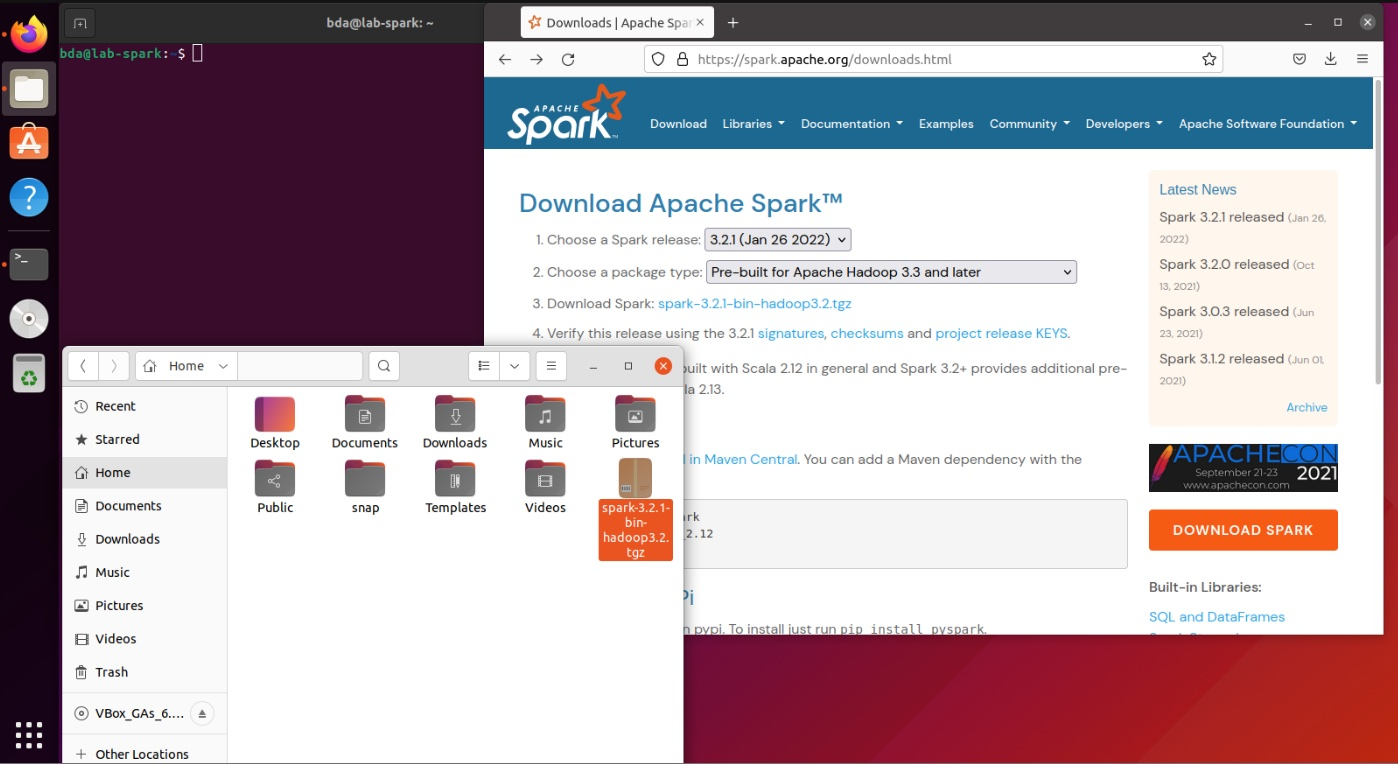 bda@lab-spark: ~
bda@lab-spark:~$
Downloads | Apache Spar
https://spark.apache.org/downloads.html
APACHE
Spark™
Download Libraries Documentation Examples Community Developers Apache Software Foundation
Download Apache Spark™
1. Choose a Spark release: 3.2.1 (Jan 26 2022)
2. Choose a package type: Pre-built for Apache Hadoop 3.3 and later
3. Download Spark: spark-3.2.1-bin-hadoop3.2.tgz
4. Verify this release using the 3.2.1 signatures, checksums and project release KEYS.
built with Scala 2.12 in general and Spark 3.2+ provides additional pre-
la 2.13.
in Maven Central. You can add a Maven dependency with the
ark
_2.12
Pi
pypi. To install just run pip install pyspark.
Latest News
Spark 3.2.1 released (Jan 26,
2022)
Spark 3.2.0 released (Oct
13, 2021)
Spark 3.0.3 released (Jun
23, 2021)
Spark 3.1.2 released (Jun 01,
2021)
Archive
APACHECON
September 21-23 2021
www.apachecon.com
DOWNLOAD SPARK
Built-in Libraries:
SQL and DataFrames
Home
Recent
Starred
Home
Documents
Downloads
Music
Pictures
Videos
Trash
VBox_GAs_6....
Other Locations
Desktop Documents Downloads Music Pictures
Public snap Templates Videos spark-3.2.1-
bin-
hadoop3.2.
tgz